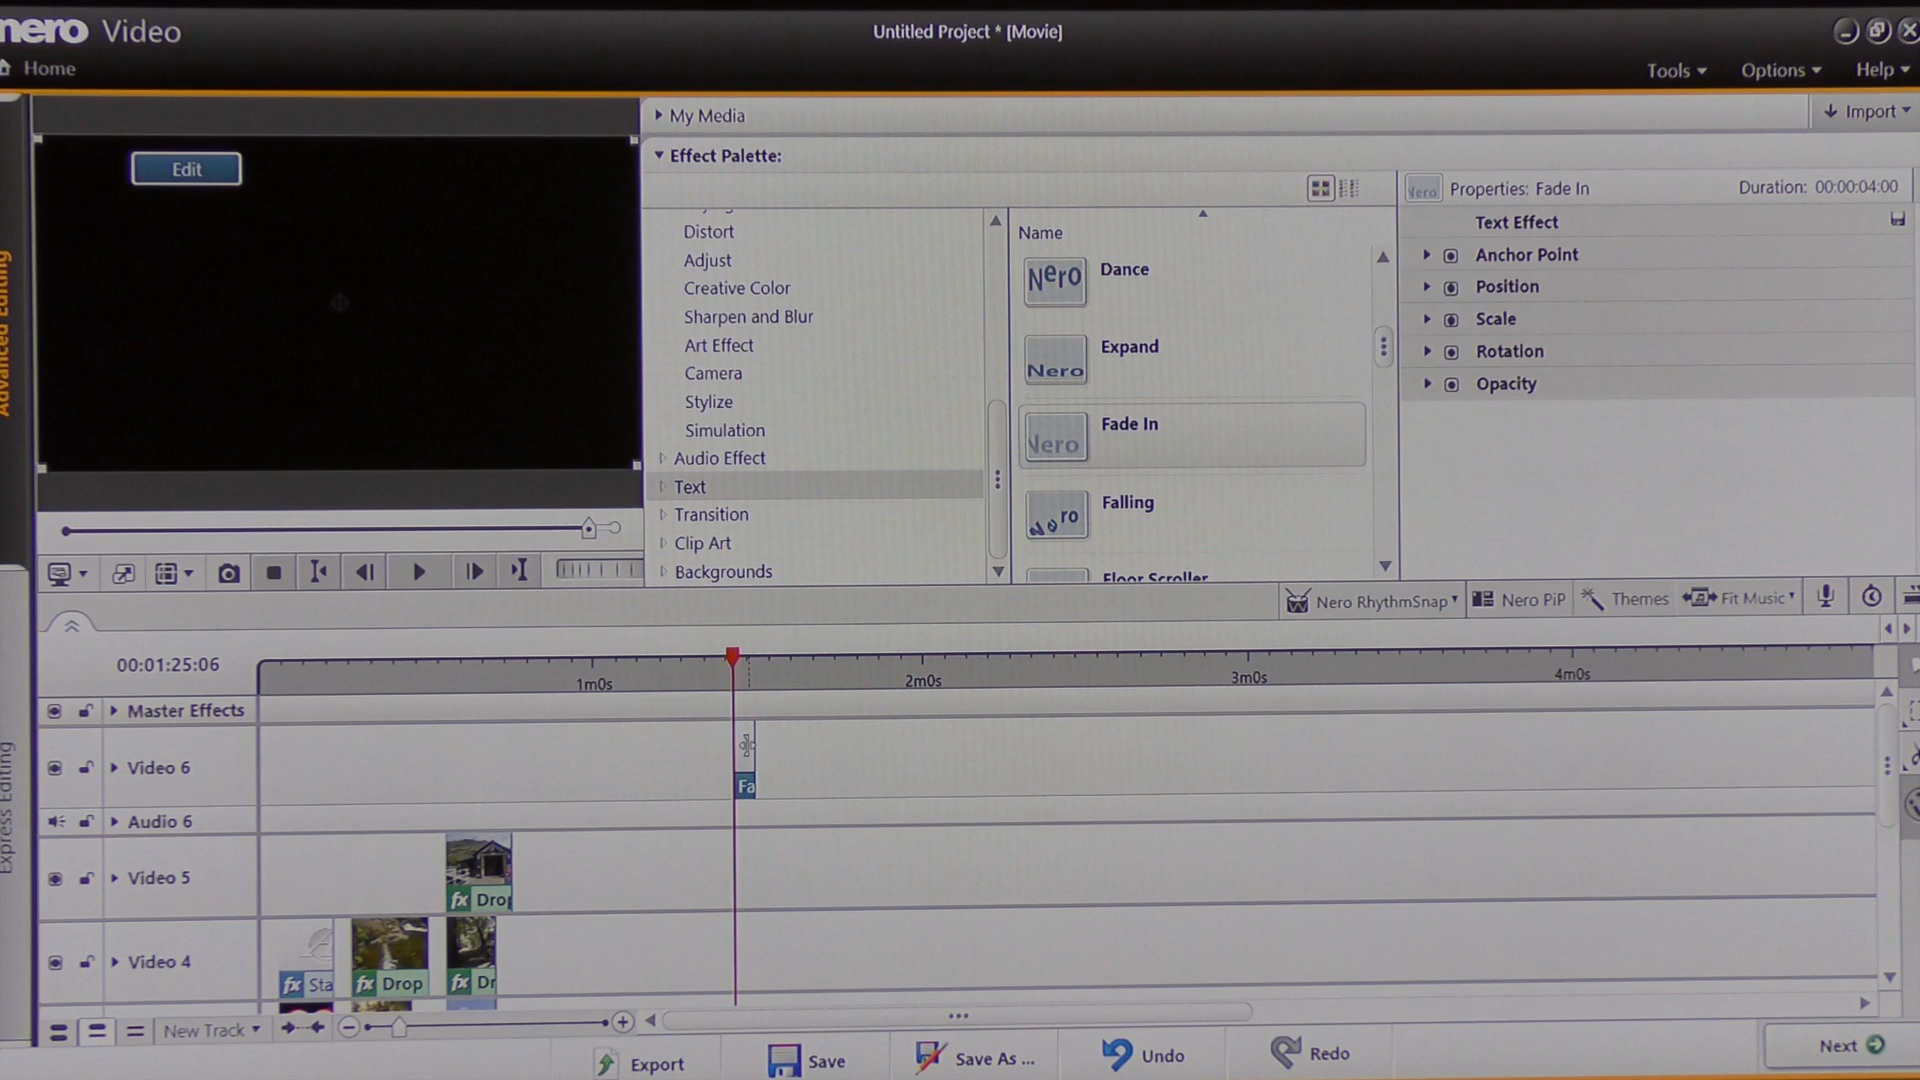 nero Video
Untitled Project * [Movie]
Home
Tools
Options
Help
My Media
Import
Effect Palette:
Edit
Advanced Editing
Express Editing
Distort
Adjust
Creative Color
Sharpen and Blur
Art Effect
Camera
Stylize
Simulation
Audio Effect
Text
Transition
Clip Art
Backgrounds
Name
Nero
Dance
Nero
Expand
Nero
Fade In
Nero
Falling
Floor Scroller
Nero
Properties: Fade In
Duration: 00:00:04:00
Text Effect
Anchor Point
Position
Scale
Rotation
Opacity
Nero RhythmSnap
Nero PiP
Themes
Fit Music
00:01:25:06
1m0s
2m0s
3m0s
4m0s
Master Effects
Video 6
Fa
Audio 6
Video 5
fx Drop
Video 4
fx Sta
fx Drop
fx Dr
New Track
Export
Save
Save As ...
Undo
Redo
Next